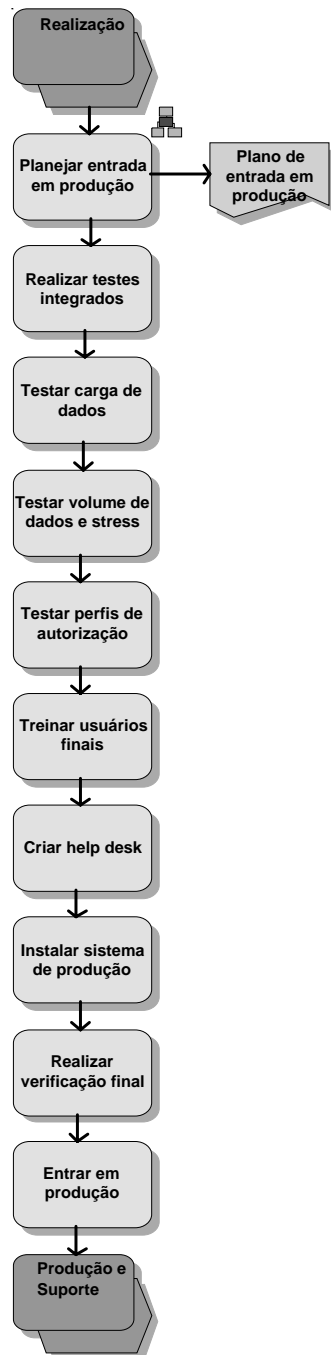 Realização
Planejar entrada
em produção
Plano de
entrada em
produção
Realizar testes
integrados
Testar carga de
dados
Testar volume de
dados e stress
Testar perfis de
autorização
Treinar usuários
finais
Criar help desk
Instalar sistema
de produção
Realizar
verificação final
Entrar em
produção
Produção e
Suporte